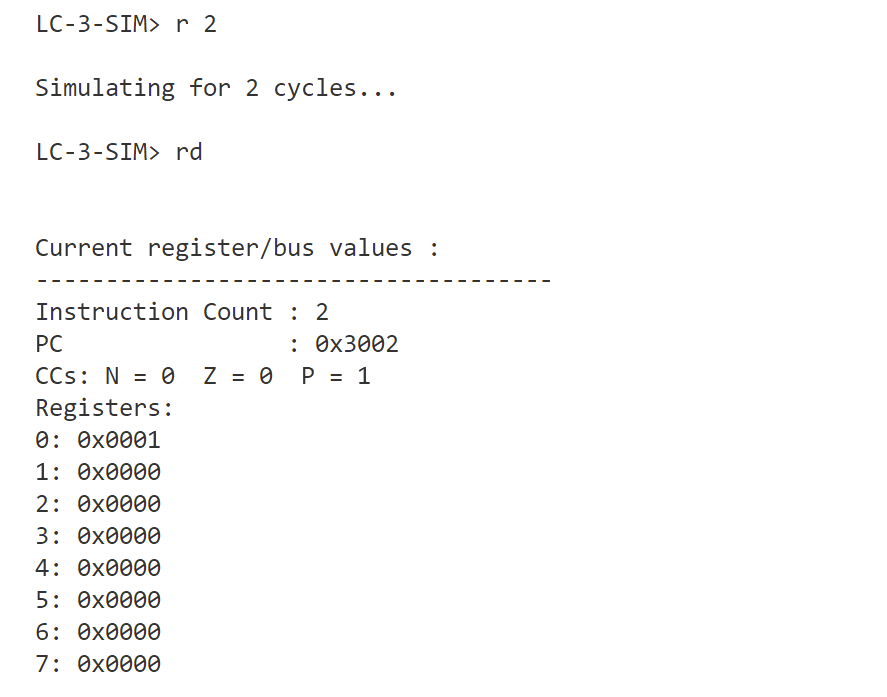 LC-3-SIM> r 2
Simulating for 2 cycles...
LC-3-SIM> rd
Current register/bus values :
-------------------------------------
Instruction Count : 2
PC                : 0x3002
CCs: N = 0  Z = 0  P = 1
Registers:
0: 0x0001
1: 0x0000
2: 0x0000
3: 0x0000
4: 0x0000
5: 0x0000
6: 0x0000
7: 0x0000